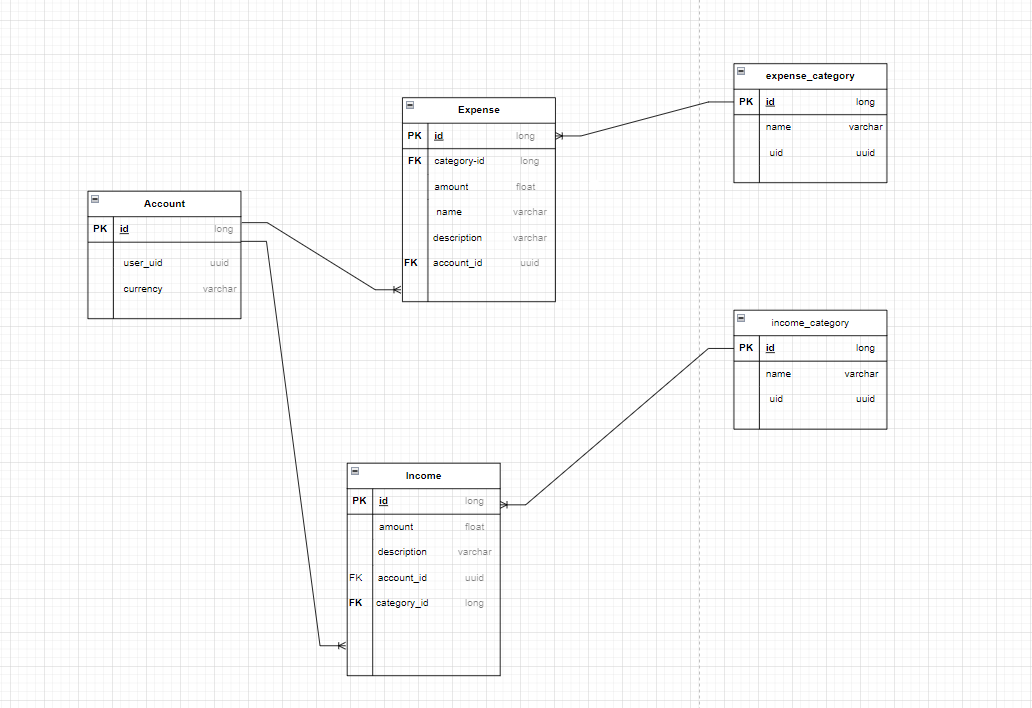 Account
PK id long
user_uid uuid
currency varchar
Expense
PK id long
FK category-id long
amount float
name varchar
description varchar
FK account_id uuid
expense_category
PK id long
name varchar
uid uuid
income_category
PK id long
name varchar
uid uuid
Income
PK id long
amount float
description varchar
FK account_id uuid
FK category_id long